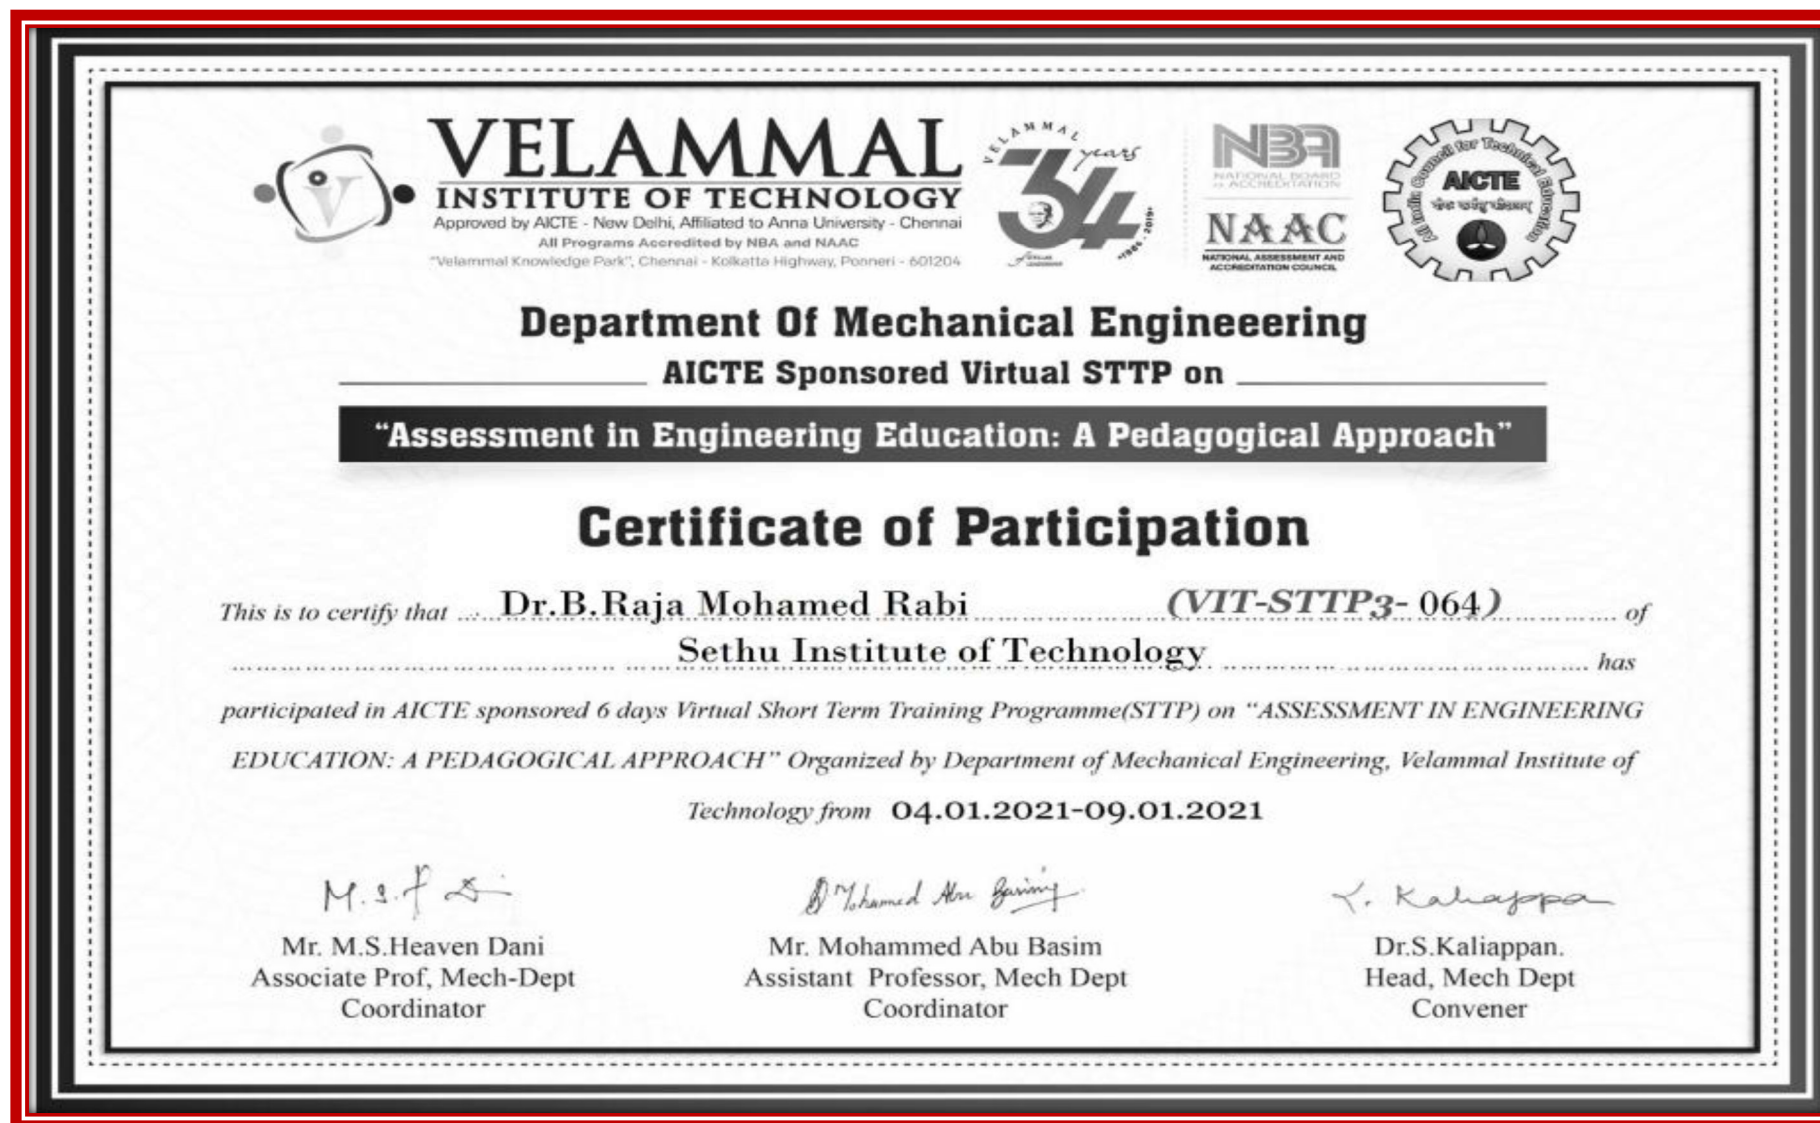 VELAMMAL
INSTITUTE OF TECHNOLOGY
Approved by AICTE - New Delhi, Affiliated to Anna University - Chennai
All Programs Accredited by NBA and NAAC
"Velammal Knowledge Park", Chennai - Kolkatta Highway, Ponneri - 601204
VELAMMAL
34 years
*1986 - 2019*
NBA
NATIONAL BOARD
of ACCREDITATION
NAAC
NATIONAL ASSESSMENT AND
ACCREDITATION COUNCIL
All India Council for Technical Education
AICTE
Department Of Mechanical Engineeering
AICTE Sponsored Virtual STTP on
“Assessment in Engineering Education: A Pedagogical Approach”
Certificate of Participation
This is to certify that Dr.B.Raja Mohamed Rabi (VIT-STTP3- 064) of
Sethu Institute of Technology has
participated in AICTE sponsored 6 days Virtual Short Term Training Programme(STTP) on “ASSESSMENT IN ENGINEERING
EDUCATION: A PEDAGOGICAL APPROACH” Organized by Department of Mechanical Engineering, Velammal Institute of
Technology from 04.01.2021-09.01.2021
Mr. M.S.Heaven Dani Mr. Mohammed Abu Basim Dr.S.Kaliappan.
Associate Prof, Mech-Dept Assistant Professor, Mech Dept Head, Mech Dept
Coordinator Coordinator Convener